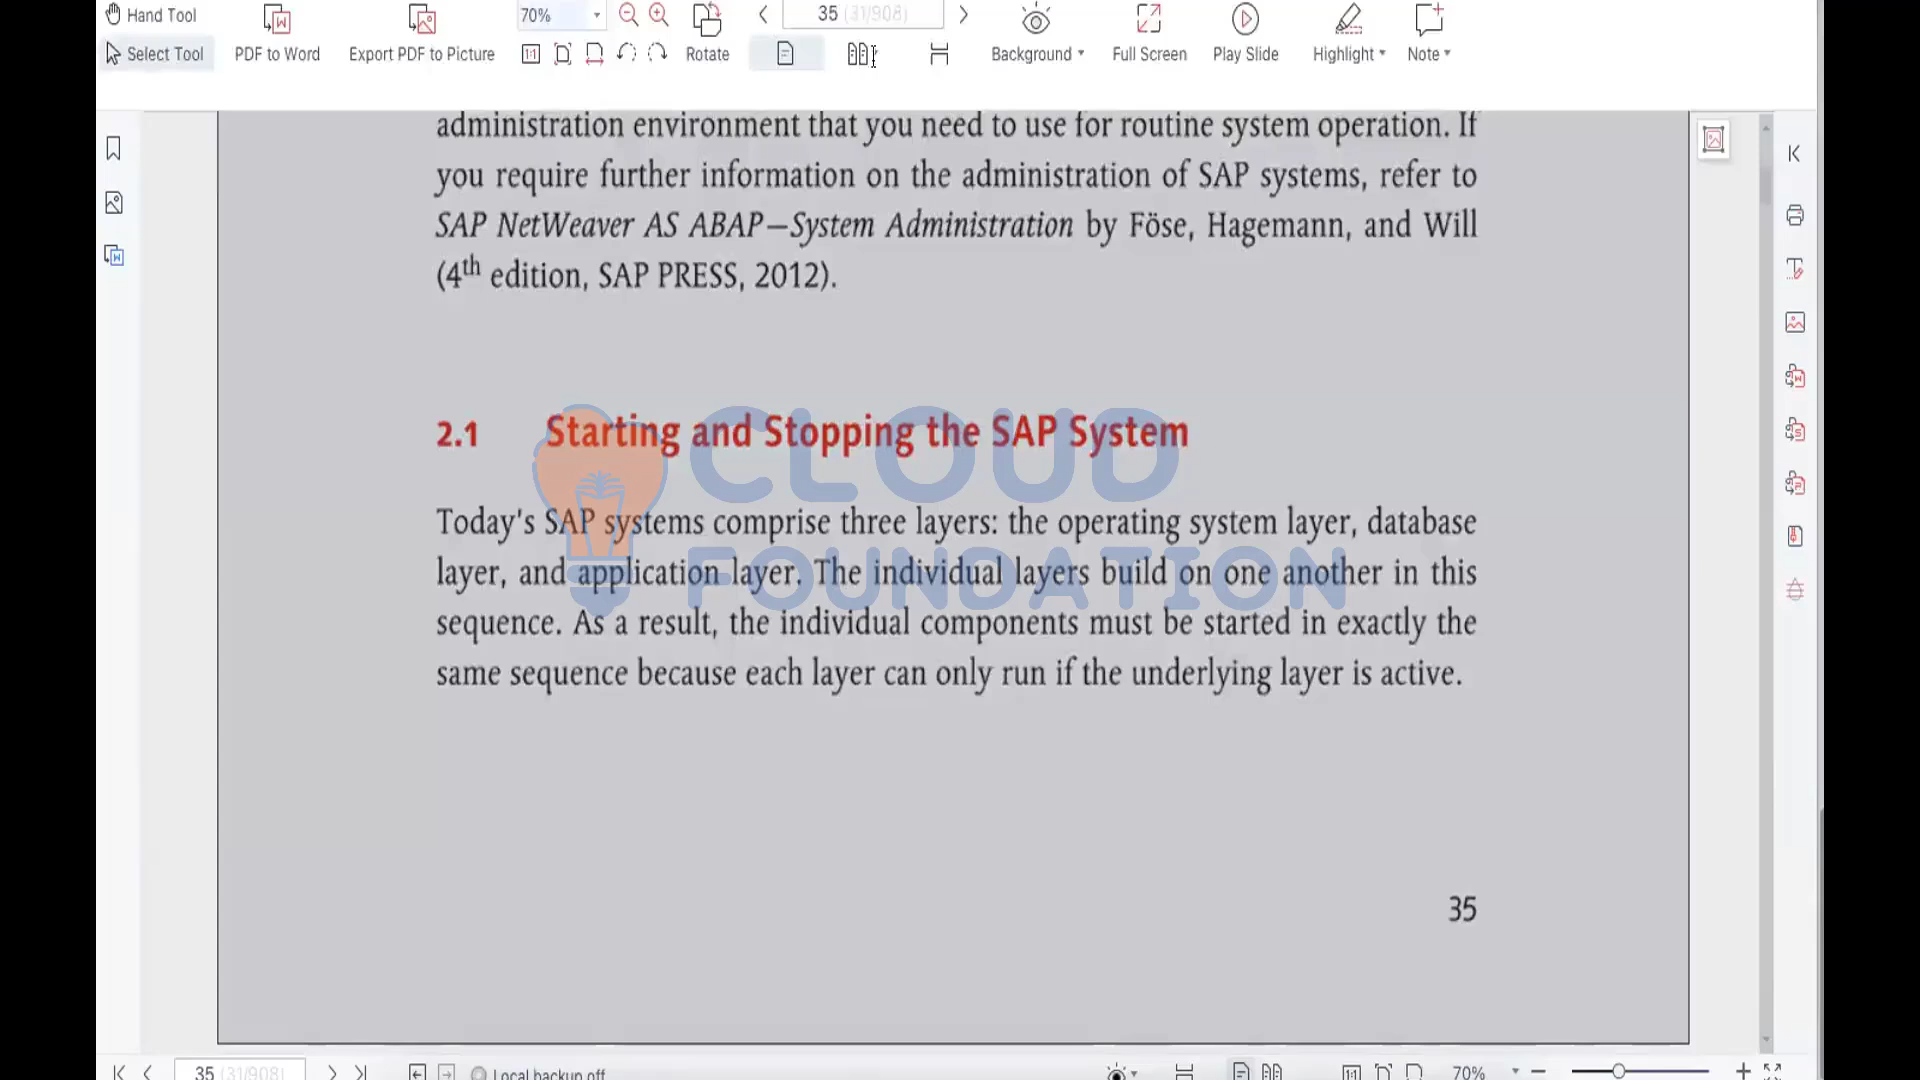 Hand Tool
70%
35 (31/908)
Select Tool
PDF to Word
Export PDF to Picture
Rotate
Background
Full Screen
Play Slide
Highlight
Note
administration environment that you need to use for routine system operation. If
you require further information on the administration of SAP systems, refer to
SAP NetWeaver AS ABAP—System Administration by Föse, Hagemann, and Will
(4th edition, SAP PRESS, 2012).
2.1 Starting and Stopping the SAP System
CLOUD
FOUNDATION
Today's SAP systems comprise three layers: the operating system layer, database
layer, and application layer. The individual layers build on one another in this
sequence. As a result, the individual components must be started in exactly the
same sequence because each layer can only run if the underlying layer is active.
35
35 (31/908)
Local backup off
70%